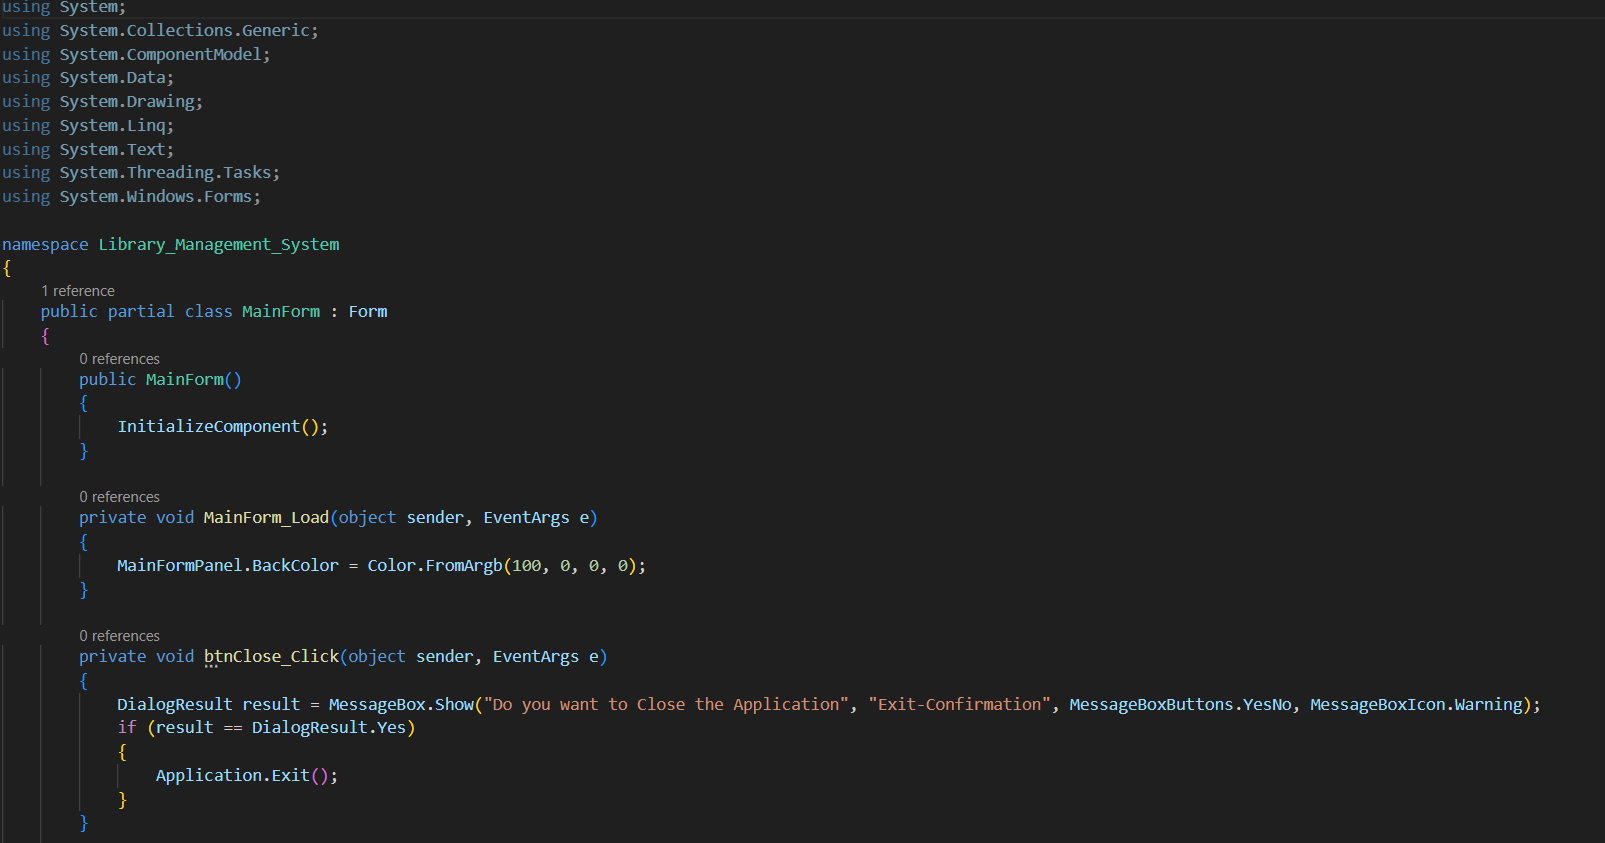 using System;
using System.Collections.Generic;
using System.ComponentModel;
using System.Data;
using System.Drawing;
using System.Linq;
using System.Text;
using System.Threading.Tasks;
using System.Windows.Forms;
namespace Library_Management_System
{
1 reference
public partial class MainForm : Form
{
0 references
public MainForm()
{
InitializeComponent();
}
0 references
private void MainForm_Load(object sender, EventArgs e)
{
MainFormPanel.BackColor = Color.FromArgb(100, 0, 0, 0);
}
0 references
private void btnClose_Click(object sender, EventArgs e)
{
DialogResult result = MessageBox.Show("Do you want to Close the Application", "Exit-Confirmation", MessageBoxButtons.YesNo, MessageBoxIcon.Warning);
if (result == DialogResult.Yes)
{
Application.Exit();
}
}